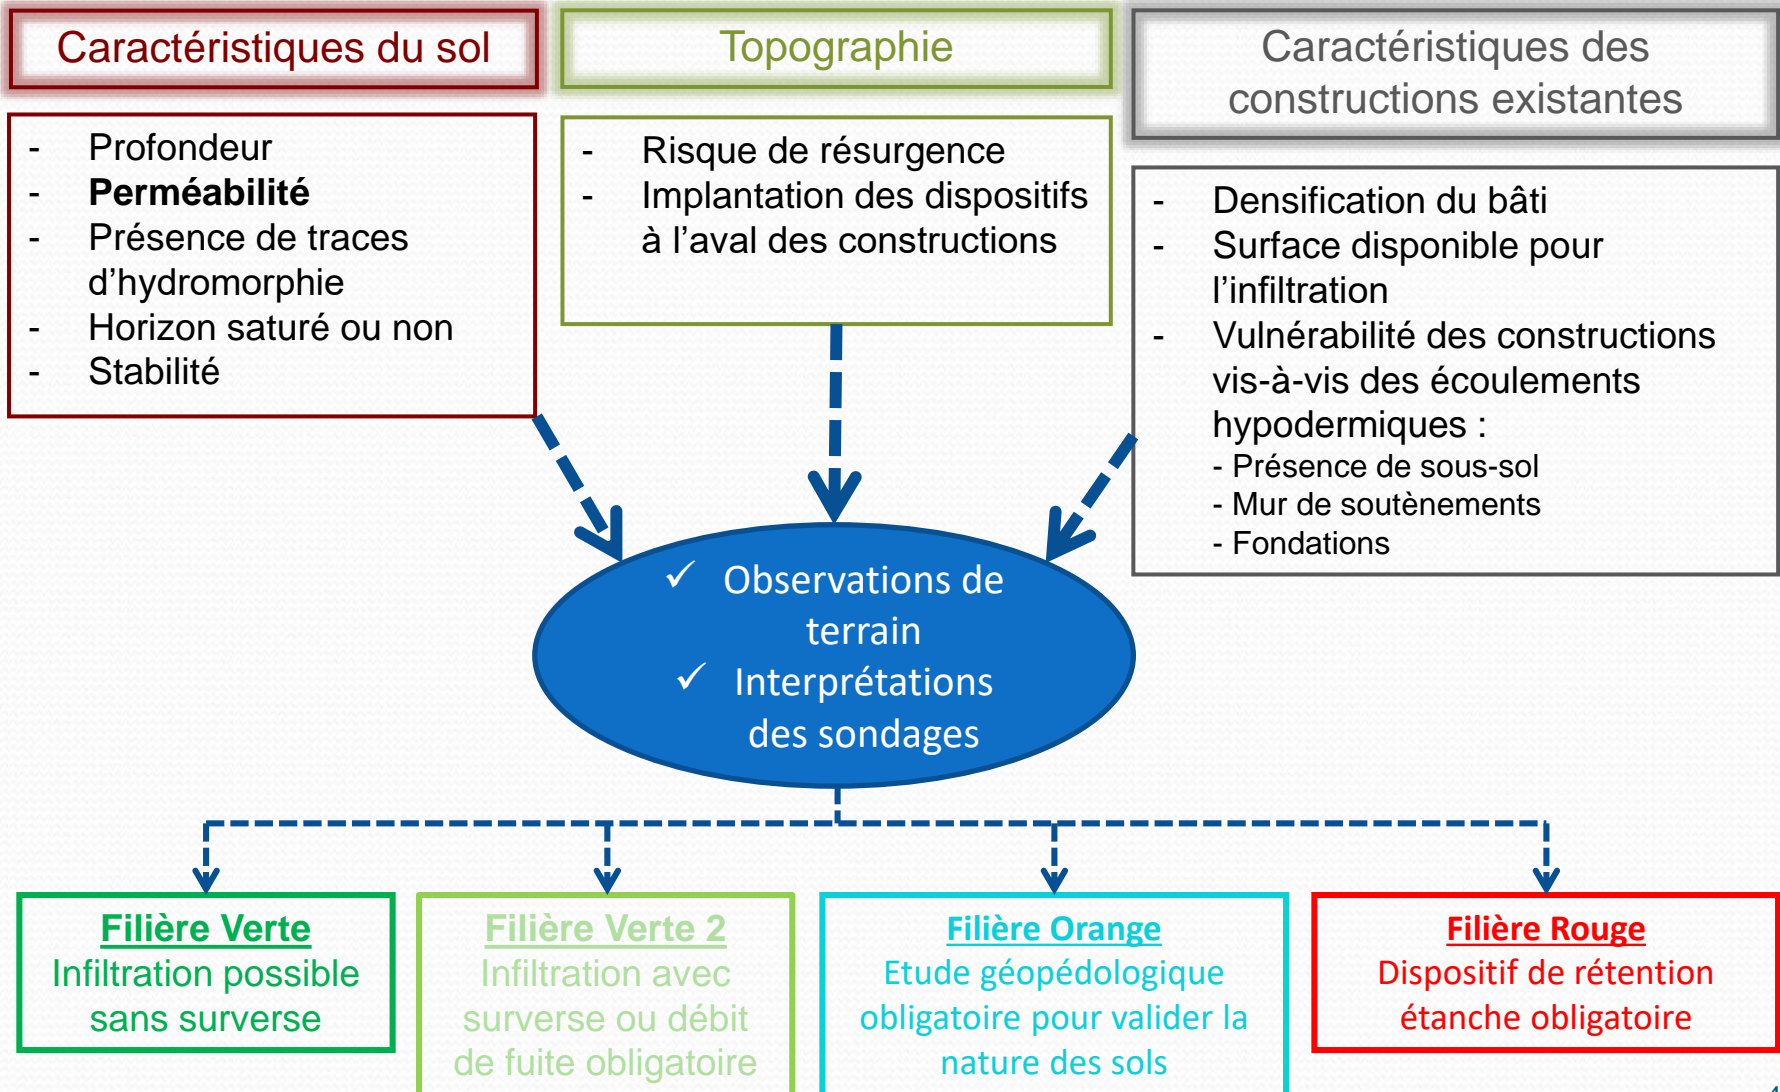 Caractéristiques du sol
- Profondeur
- Perméabilité
- Présence de traces
d'hydromorphie
- Horizon saturé ou non
- Stabilité
Topographie
- Risque de résurgence
- Implantation des dispositifs
à l'aval des constructions
Caractéristiques des
constructions existantes
- Densification du bâti
- Surface disponible pour
l'infiltration
- Vulnérabilité des constructions
vis-à-vis des écoulements
hypodermiques :
- Présence de sous-sol
- Mur de soutènements
- Fondations
✓ Observations de
terrain
✓ Interprétations
des sondages
Filière Verte
Infiltration possible
sans surverse
Filière Verte 2
Infiltration avec
surverse ou débit
de fuite obligatoire
Filière Orange
Etude géopédologique
obligatoire pour valider la
nature des sols
Filière Rouge
Dispositif de rétention
étanche obligatoire